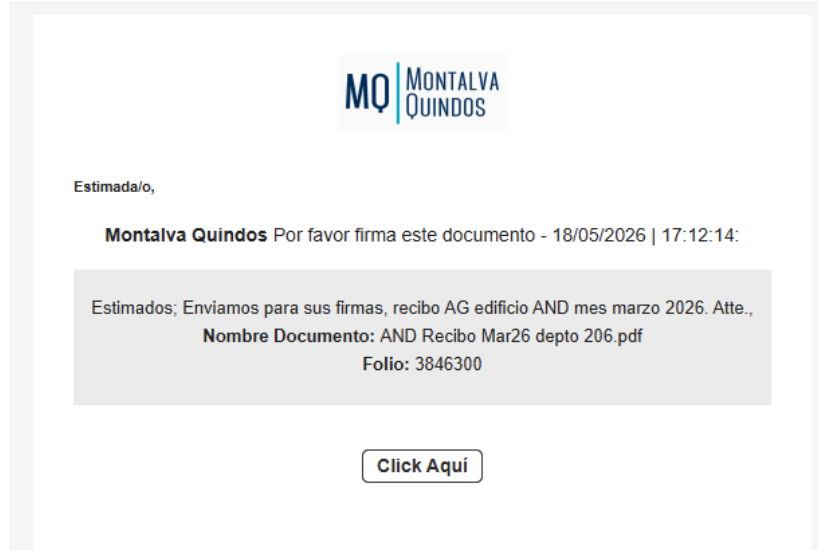 MQ MONTALVA
QUINDOS
Estimada/o,
Montalva Quindos Por favor firma este documento - 18/05/2026 | 17:12:14:
Estimados; Enviamos para sus firmas, recibo AG edificio AND mes marzo 2026. Atte.,
Nombre Documento: AND Recibo Mar26 depto 206.pdf
Folio: 3846300
Click Aquí